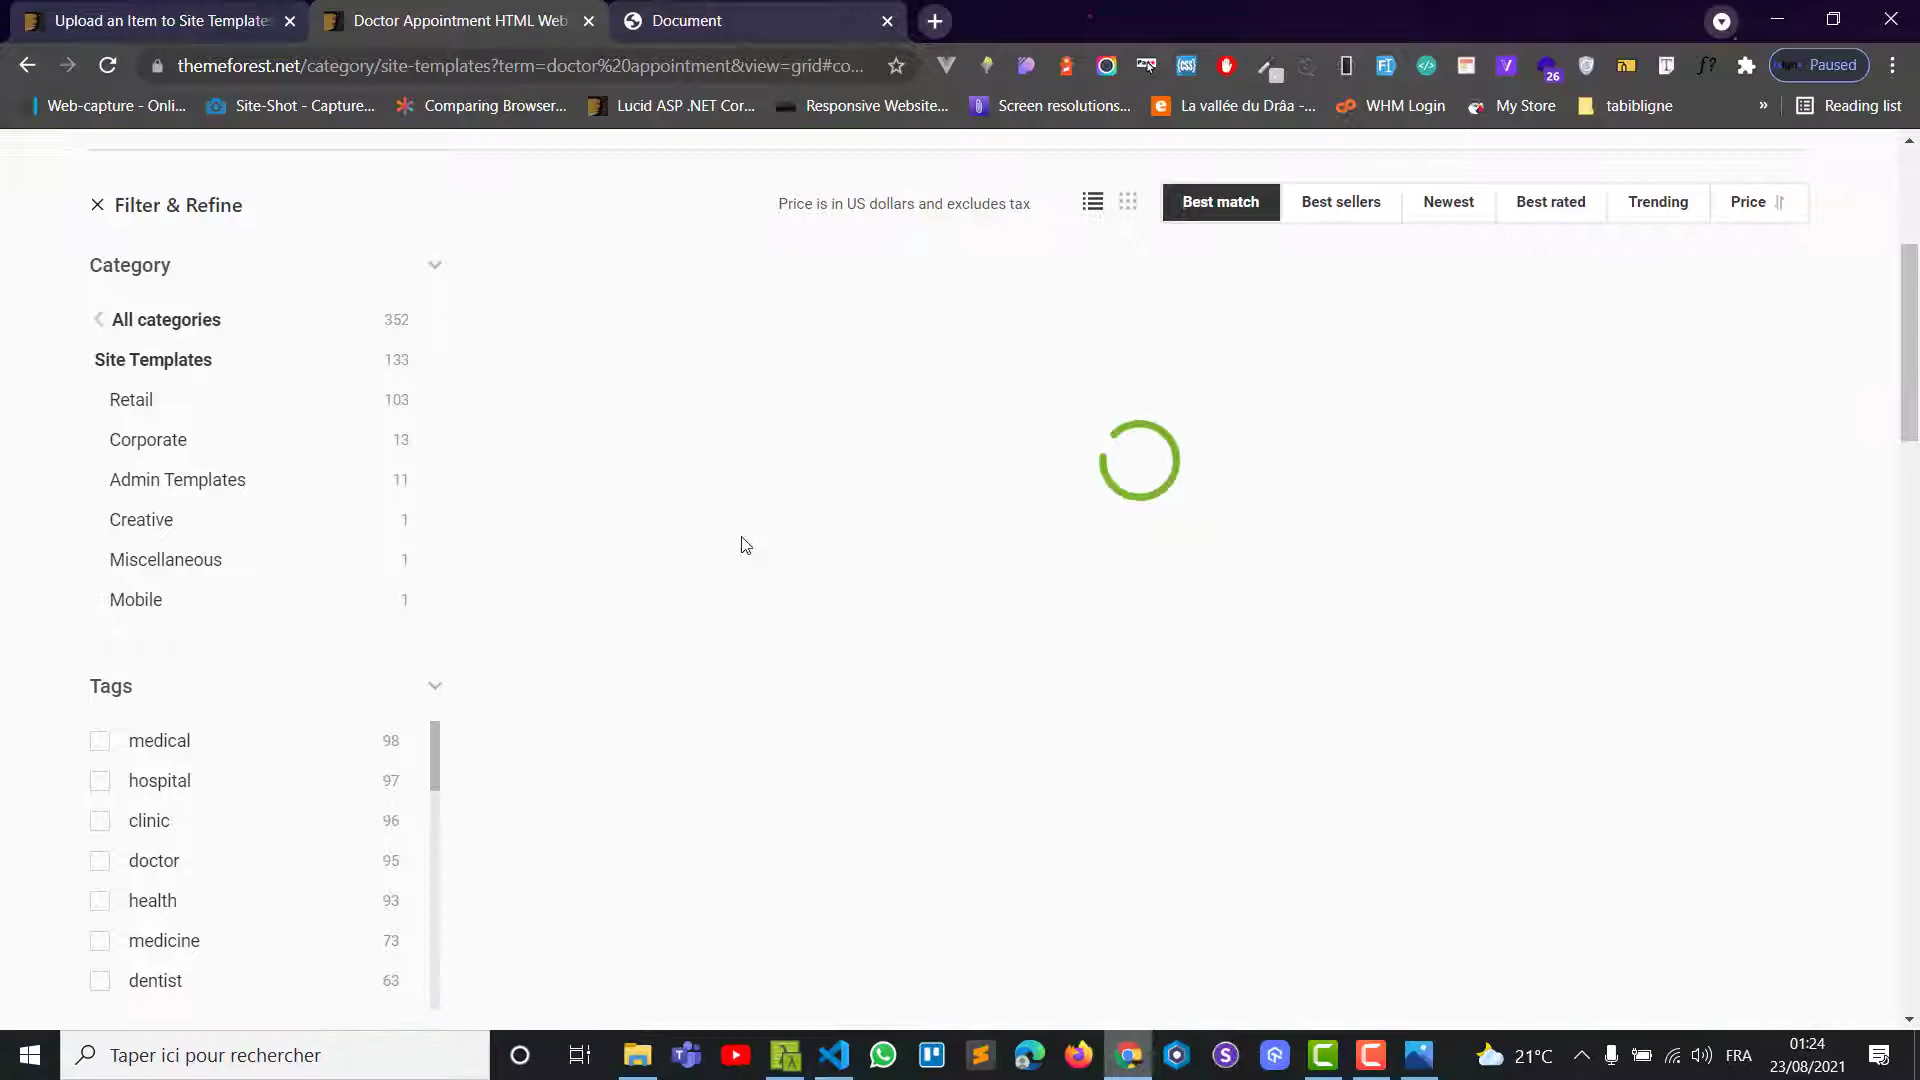 Upload an Item to Site Template
Doctor Appointment HTML Web
Document
themeforest.net/category/site-templates?term=doctor%20appointment&view=grid#co...
26
Paused
Web-capture - Onli...
Site-Shot - Capture...
Comparing Browser...
Lucid ASP .NET Cor...
Responsive Website...
Screen resolutions...
La vallée du Drâa -...
WHM Login
My Store
tabibligne
»
Reading list
Filter & Refine
Price is in US dollars and excludes tax
Best match
Best sellers
Newest
Best rated
Trending
Price
Category
All categories 352
Site Templates 133
Retail 103
Corporate 13
Admin Templates 11
Creative 1
Miscellaneous 1
Mobile 1
Tags
medical 98
hospital 97
clinic 96
doctor 95
health 93
medicine 73
dentist 63
Taper ici pour rechercher
21°C
FRA
01:24
23/08/2021